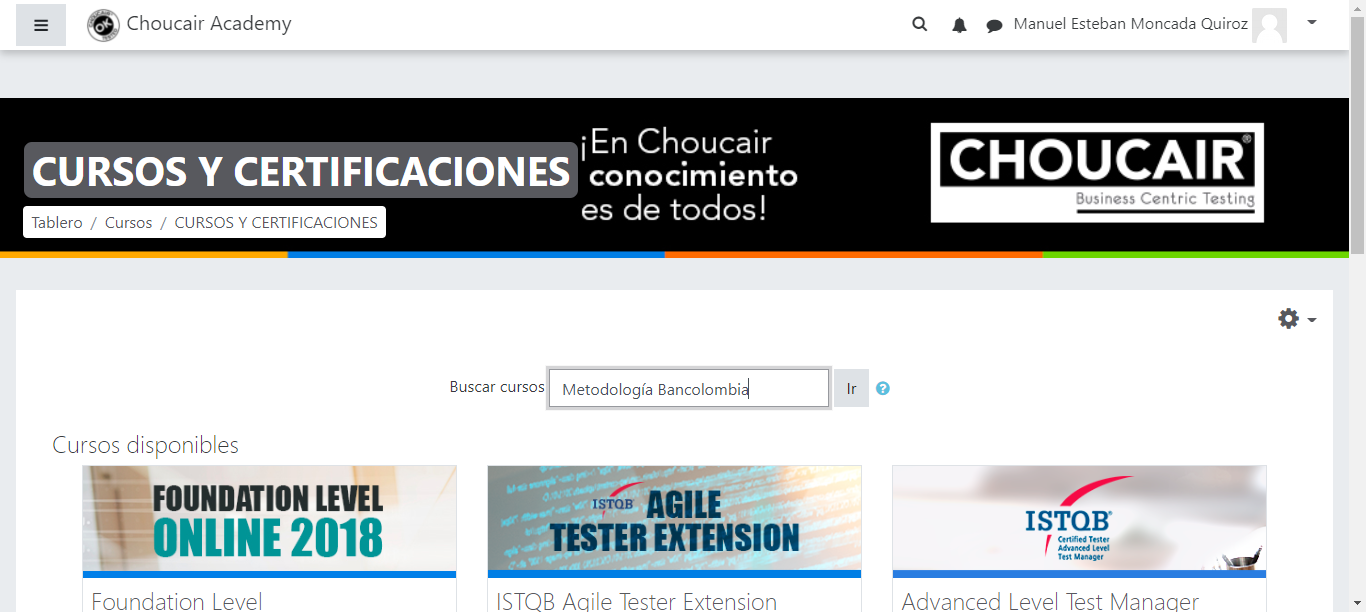 Choucair Academy
Manuel Esteban Moncada Quiroz
CURSOS Y CERTIFICACIONES
Tablero / Cursos / CURSOS Y CERTIFICACIONES
¡En Choucair
conocimiento
es de todos!
CHOUCAIR®
Business Centric Testing
Buscar cursos
Metodología Bancolombia
Ir
?
Cursos disponibles
FOUNDATION LEVEL
ONLINE 2018
Foundation Level
ISTQB AGILE
TESTER EXTENSION
ISTQB Agile Tester Extension
ISTQB®
Certified Tester
Advanced Level
Test Manager
Advanced Level Test Manager